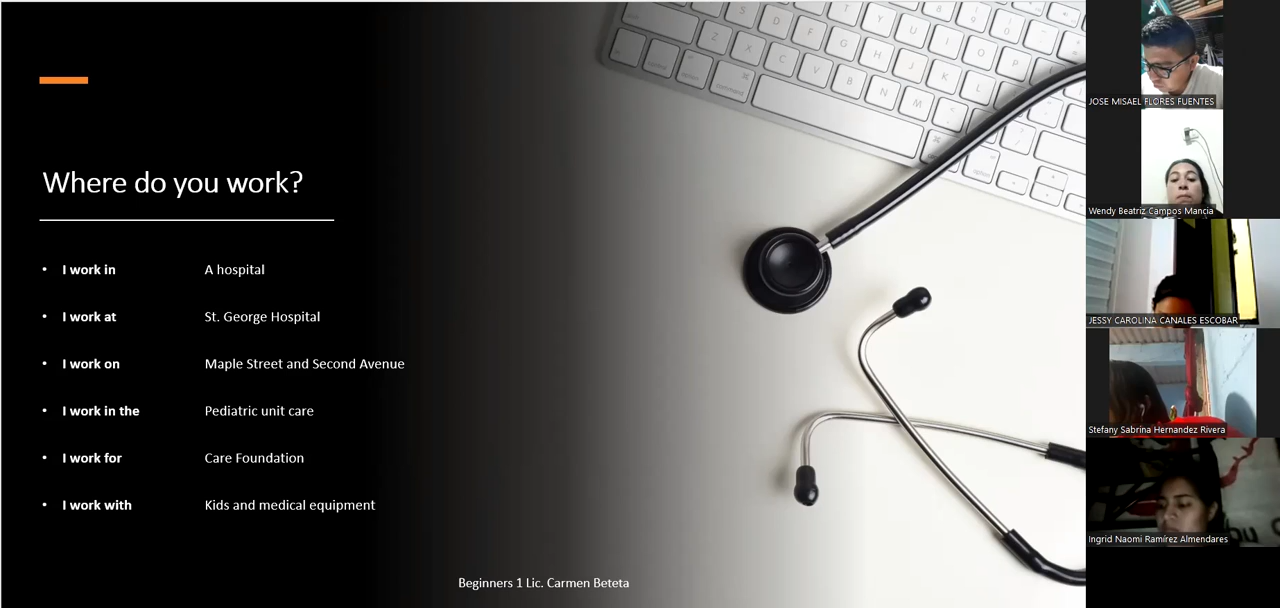 Where do you work?
• I work in A hospital
• I work at St. George Hospital
• I work on Maple Street and Second Avenue
• I work in the Pediatric unit care
• I work for Care Foundation
• I work with Kids and medical equipment
Beginners 1 Lic. Carmen Beteta
JOSE MISAEL FLORES FUENTES
Wendy Beatriz Campos Mancia
JESSY CAROLINA CANALES ESCOBAR
Stefany Sabrina Hernandez Rivera
Ingrid Naomi Ramírez Almendares